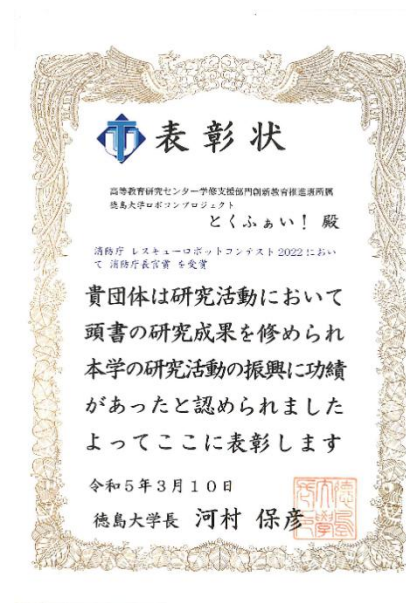 表彰状
高等教育研究センター学修支援部門創新教育推進班所属
徳島大学ロボコンプロジェクト
とくふぁい！ 殿
消防庁 レスキューロボットコンテスト2022におい
て 消防庁長官賞 を受賞
貴団体は研究活動において
頭書の研究成果を修められ
本学の研究活動の振興に功績
があったと認められました
よってここに表彰します
令和5年3月10日
徳島大学長 河村 保彦